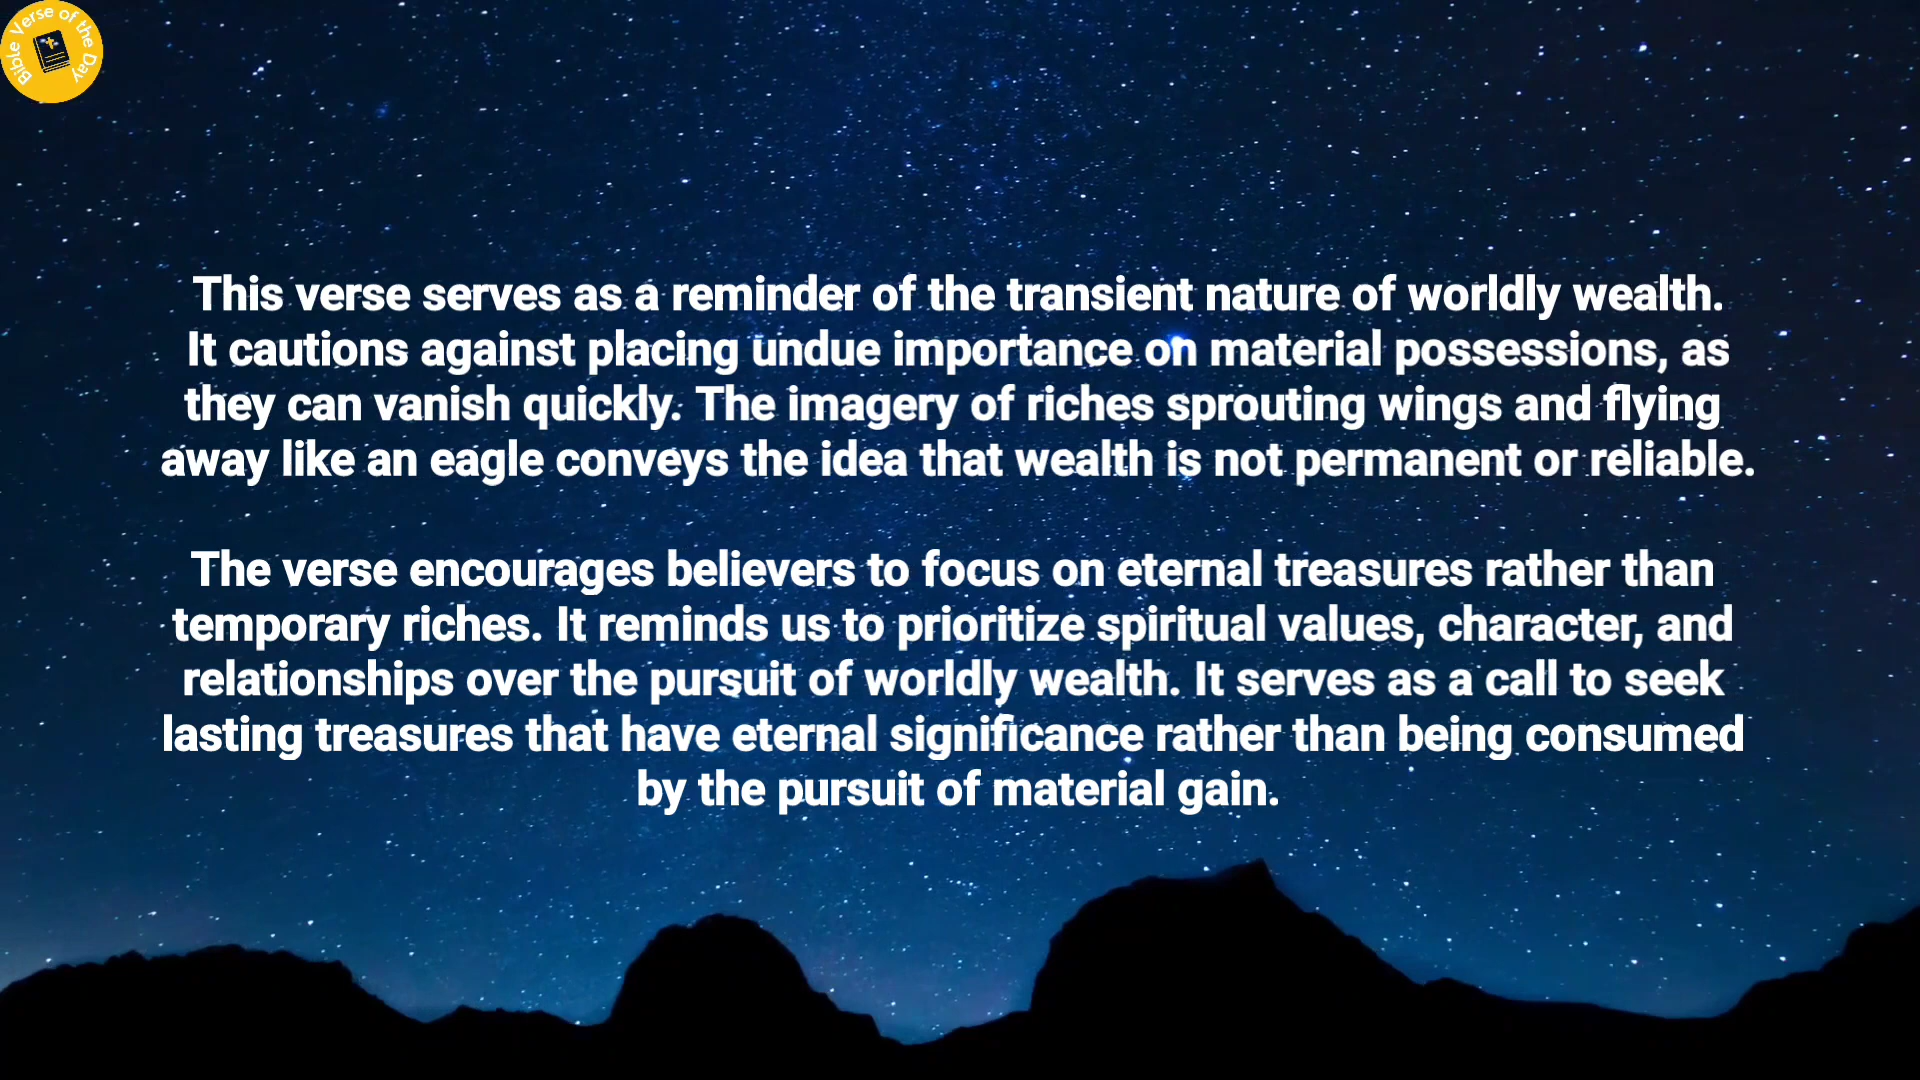 Bible Verse of the Day
This verse serves as a reminder of the transient nature of worldly wealth.
It cautions against placing undue importance on material possessions, as
they can vanish quickly. The imagery of riches sprouting wings and flying
away like an eagle conveys the idea that wealth is not permanent or reliable.
The verse encourages believers to focus on eternal treasures rather than
temporary riches. It reminds us to prioritize spiritual values, character, and
relationships over the pursuit of worldly wealth. It serves as a call to seek
lasting treasures that have eternal significance rather than being consumed
by the pursuit of material gain.